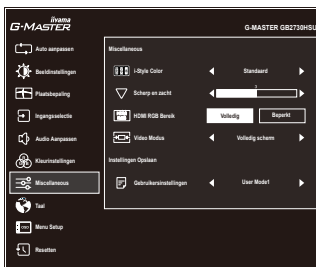 iiyama
G-MASTER
G-MASTER GB2730HSU
Auto aanpassen
Beeldinstellingen
Plaatsbepaling
Ingangsselectie
Audio Aanpassen
Kleurinstellingen
Miscellaneous
Taal
Menu Setup
Resetten
Miscellaneous
i-Style Color
Standaard
Scherp en zacht
3
HDMI RGB Bereik
Volledig
Beperkt
Video Modus
Volledig scherm
Instellingen Opslaan
Gebruikersinstellingen
User Mode1